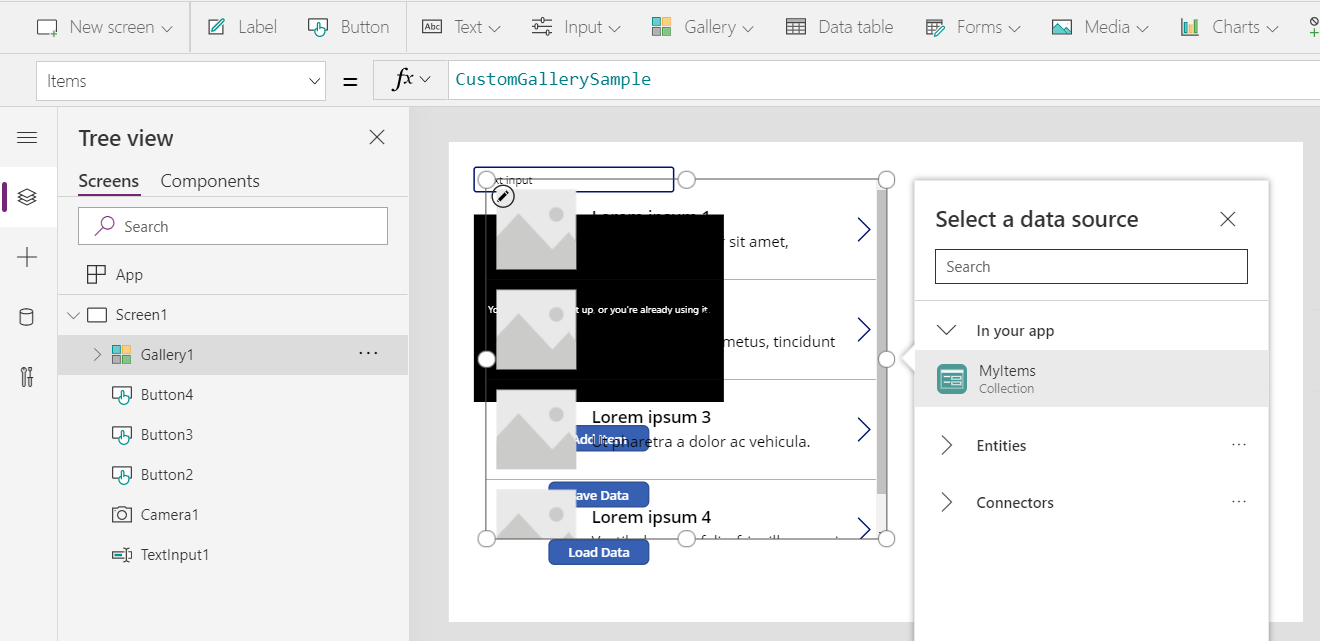 New screen
Label
Button
Abc
Text
Input
Gallery
Data table
Forms
Media
Charts
Items
=
fx
CustomGallerySample
Tree view
Screens
Components
Search
App
Screen1
Gallery1
Button4
Button3
Button2
Camera1
TextInput1
xt input
Lorem ipsum 1
sit amet,
up, or you're already using it.
metus, tincidunt
Lorem ipsum 3
Add Item
Ut pharetra a dolor ac vehicula.
ave Data
Lorem ipsum 4
Load Data
Select a data source
Search
In your app
MyItems
Collection
Entities
Connectors